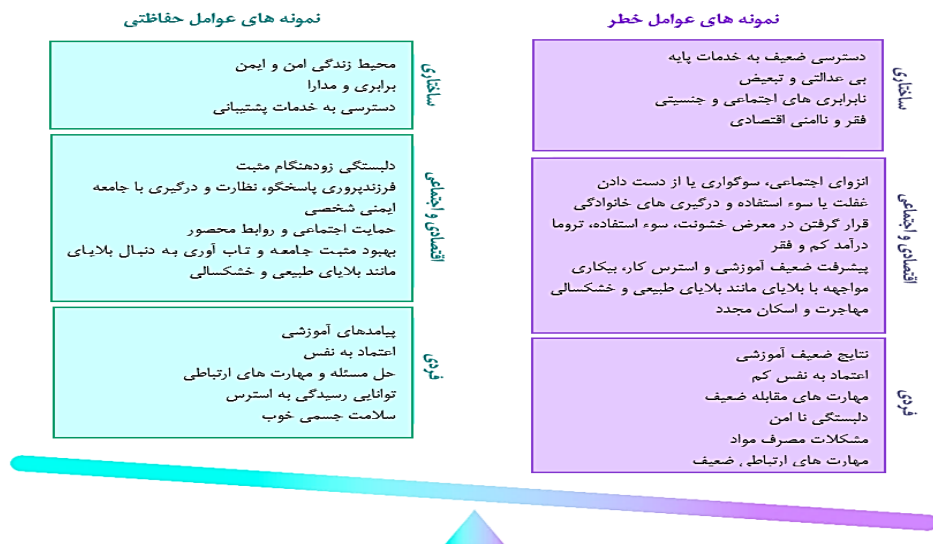 نمونه های عوامل خطر
ساختاری
دسترسی ضعیف به خدمات پایه
بی عدالتی و تبعیض
نابرابری های اجتماعی و جنسیتی
فقر و ناامنی اقتصادی
اقتصادی و اجتماعی
انزوای اجتماعی، سوگواری یا از دست دادن
غفلت یا سوء استفاده و درگیری های خانوادگی
قرار گرفتن در معرض خشونت، سوء استفاده، تروما
درآمد کم و فقر
پیشرفت ضعیف آموزشی و استرس کار، بیکاری
مواجهه با بلایای مانند بلایای طبیعی و خشکسالی
مهاجرت و اسکان مجدد
فردی
نتایج ضعیف آموزشی
اعتماد به نفس کم
مهارت های مقابله ضعیف
دلبستگی نا امن
مشکلات مصرف مواد
مهارت های ارتباطی ضعیف
نمونه های عوامل حفاظتی
ساختاری
محیط زندگی امن و ایمن
برابری و مدارا
دسترسی به خدمات پشتیبانی
اقتصادی و اجتماعی
دلبستگی زودهنگام مثبت
فرزندپروری پاسخگو، نظارت و درگیری با جامعه
ایمنی شخصی
حمایت اجتماعی و روابط محصور
بهبود مثبت جامعه و تاب آوری به دنبال بلایای
مانند بلایای طبیعی و خشکسالی
فردی
پیامدهای آموزشی
اعتماد به نفس
حل مسئله و مهارت های ارتباطی
توانایی رسیدگی به استرس
سلامت جسمی خوب